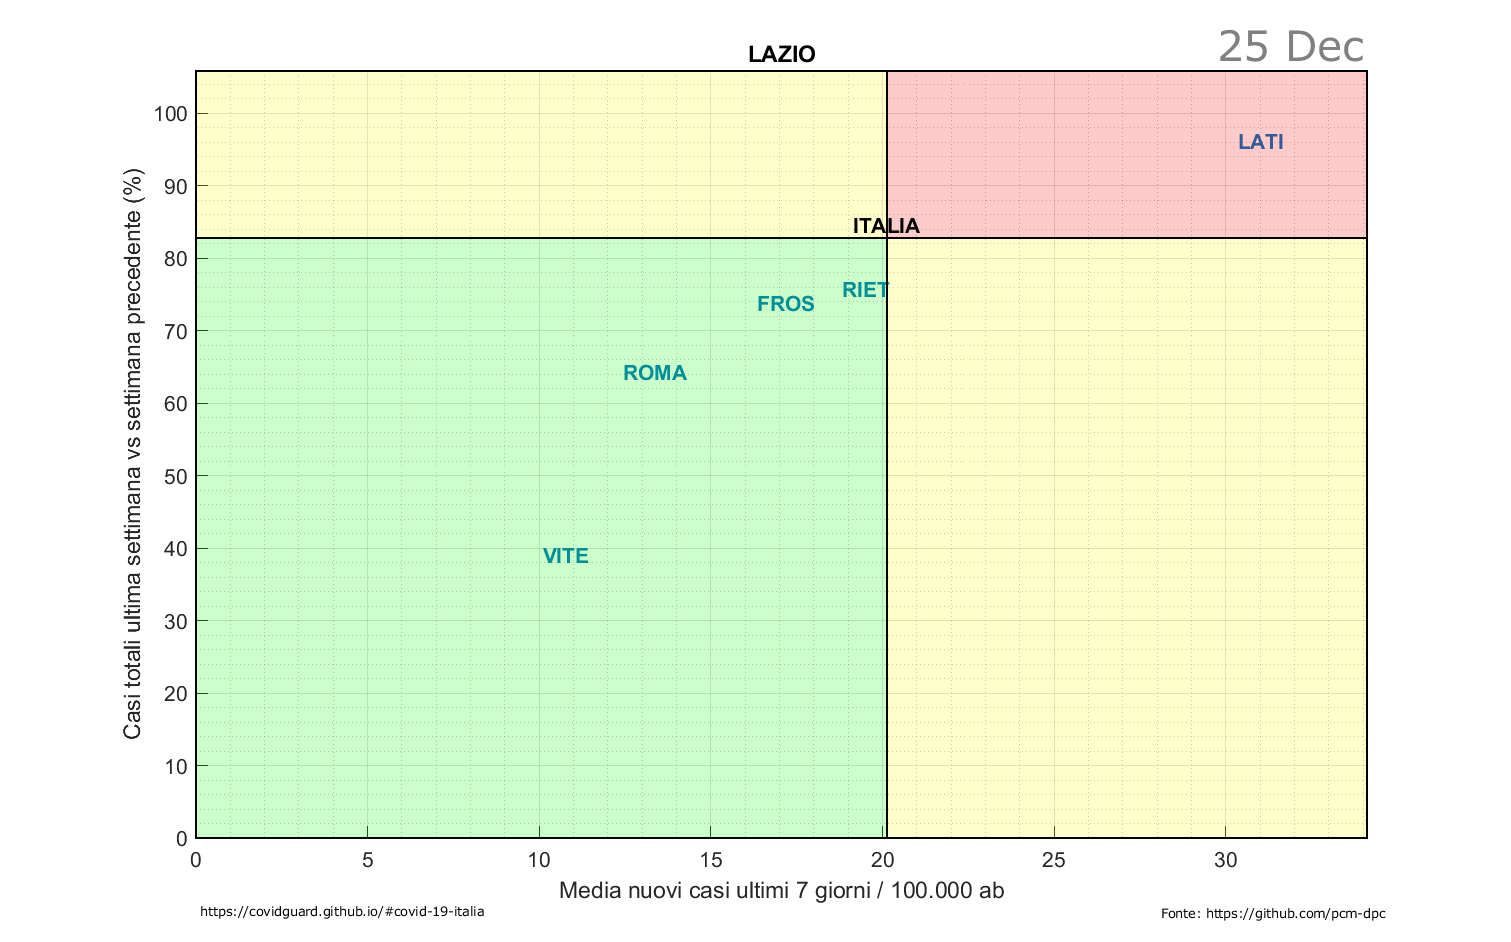 25 Dec
LAZIO
Casi totali ultima settimana vs settimana precedente (%)
100
90
80
70
60
50
40
30
20
10
0
LATI
ITALIA
RIET
FROS
ROMA
VITE
0 5 10 15 20 25 30
Media nuovi casi ultimi 7 giorni / 100.000 ab
https://covidguard.github.io/#covid-19-italia
Fonte: https://github.com/pcm-dpc